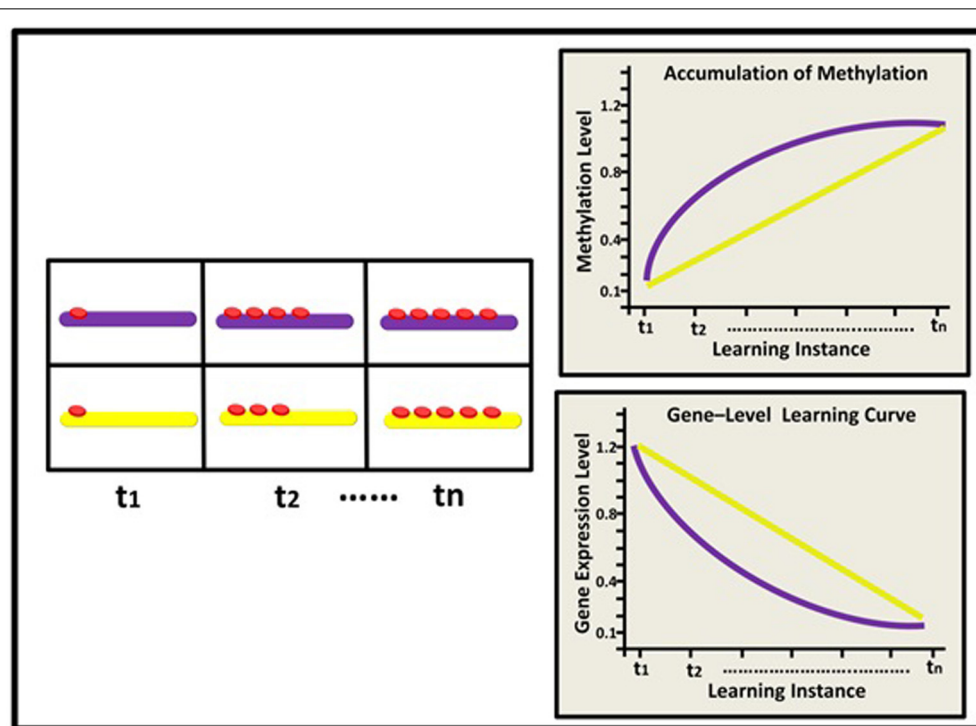 t1 t2 ...... tn
Accumulation of Methylation
Methylation Level
1.2
0.8
0.4
0.1
t1 t2 .......................................... tn
Learning Instance
Gene–Level Learning Curve
Gene Expression Level
1.2
0.8
0.4
0.1
t1 t2 .......................................... tn
Learning Instance